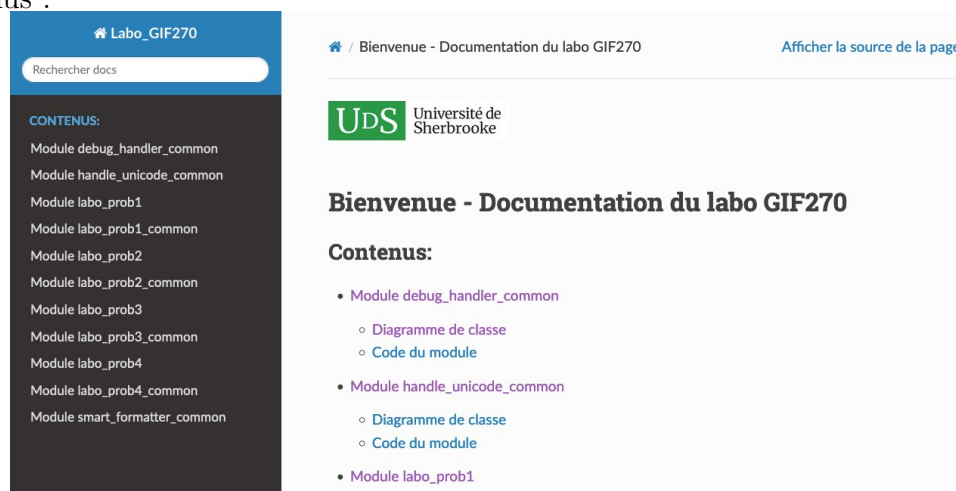 Labo_GIF270
Rechercher docs
CONTENUS:
Module debug_handler_common
Module handle_unicode_common
Module labo_prob1
Module labo_prob1_common
Module labo_prob2
Module labo_prob2_common
Module labo_prob3
Module labo_prob3_common
Module labo_prob4
Module labo_prob4_common
Module smart_formatter_common
/ Bienvenue - Documentation du labo GIF270
Afficher la source de la page
UDS Université de
Sherbrooke
Bienvenue - Documentation du labo GIF270
Contenus:
• Module debug_handler_common
◦ Diagramme de classe
◦ Code du module
• Module handle_unicode_common
◦ Diagramme de classe
◦ Code du module
• Module labo_prob1